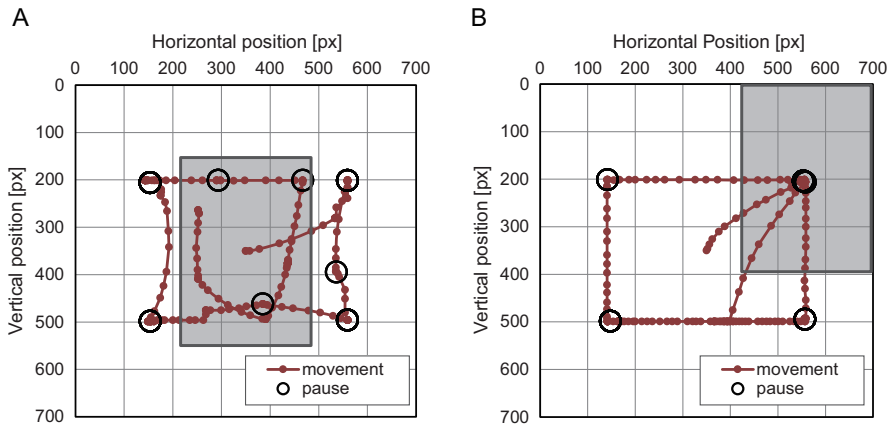 A
Horizontal position [px]
0 100 200 300 400 500 600 700
Vertical position [px]
0
100
200
300
400
500
600
700
movement
pause
B
Horizontal Position [px]
0 100 200 300 400 500 600 700
Vertical position [px]
0
100
200
300
400
500
600
700
movement
pause